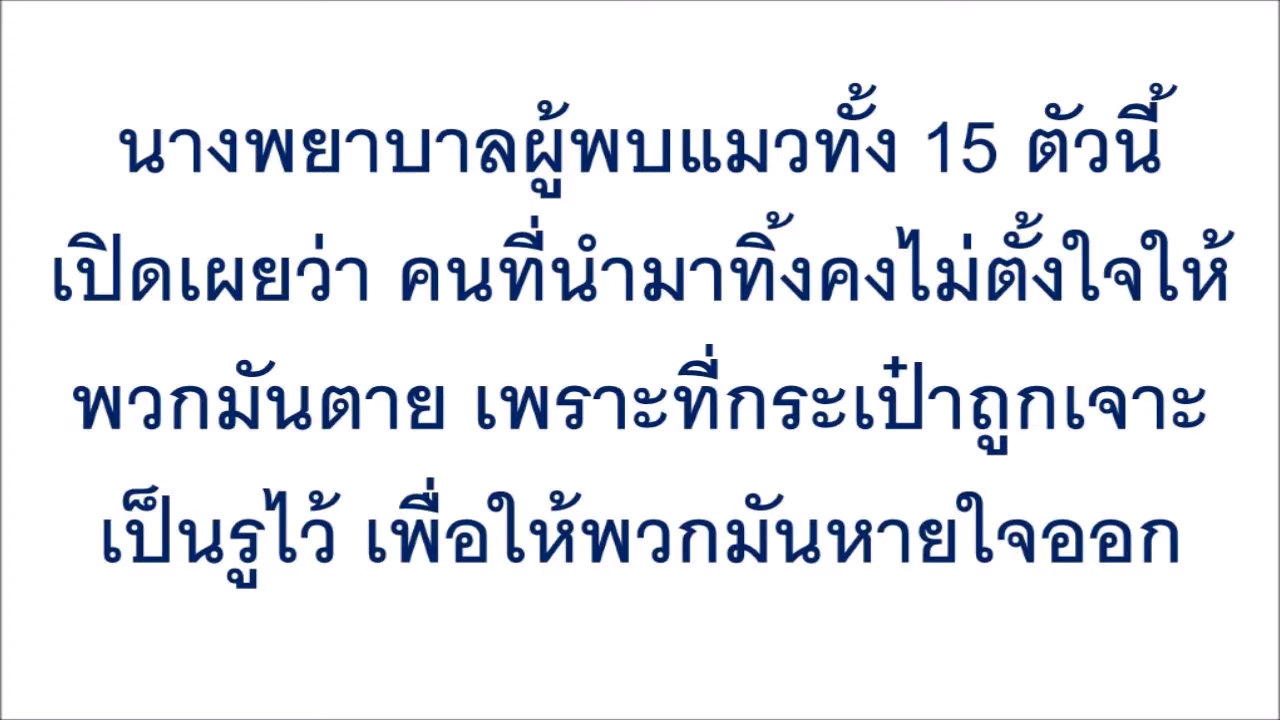 นางพยาบาลผู้พบแมวทั้ง 15 ตัวนี้
เปิดเผยว่า คนที่นำมาทิ้งคงไม่ตั้งใจให้
พวกมันตาย เพราะที่กระเป๋าถูกเจาะ
เป็นรูไว้ เพื่อให้พวกมันหายใจออก